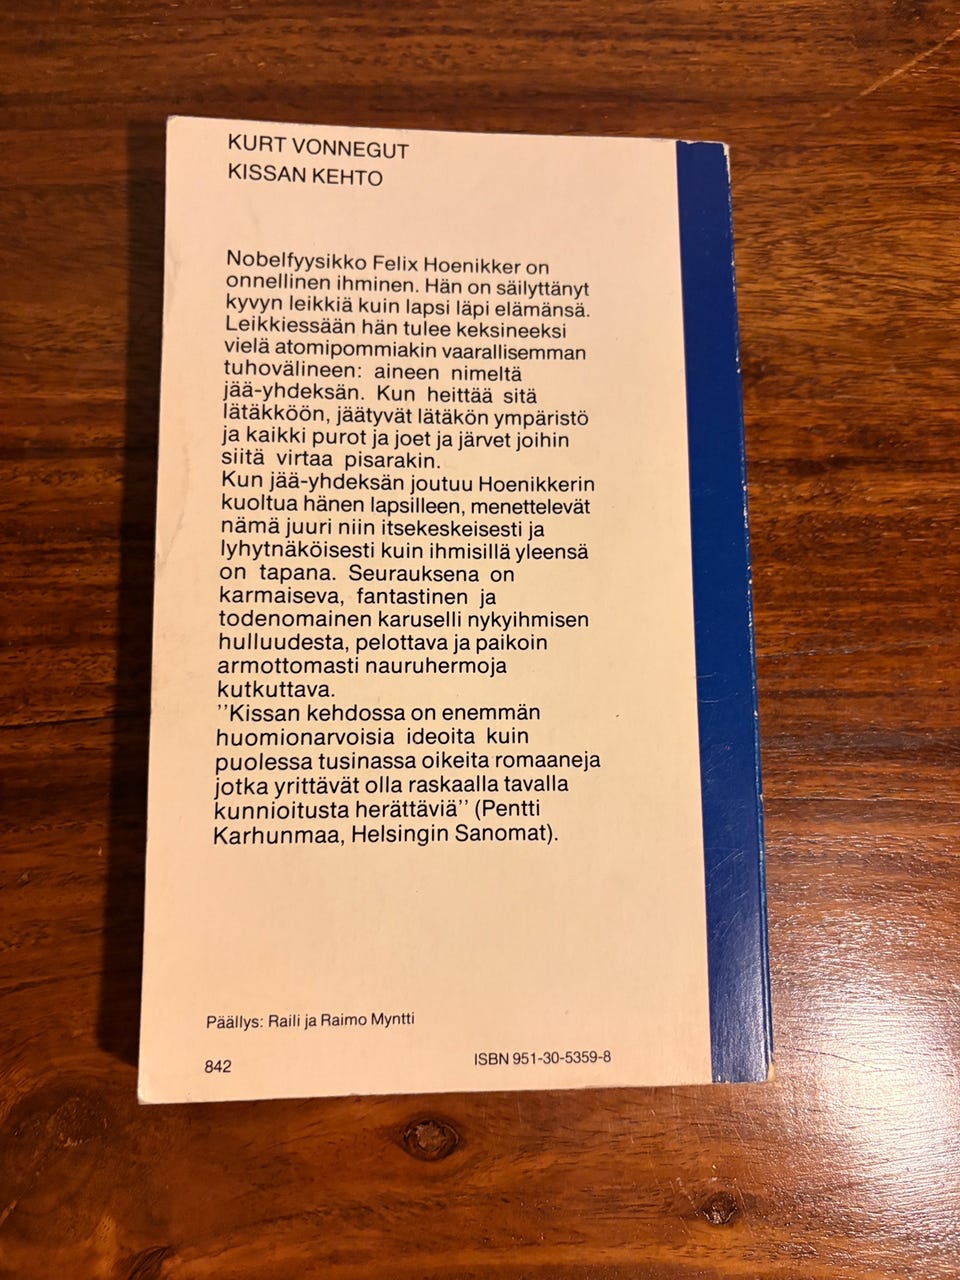 KURT VONNEGUT
KISSAN KEHTO
Nobelfyysikko Felix Hoenikker on
onnellinen ihminen. Hän on säilyttänyt
kyvyn leikkiä kuin lapsi läpi elämänsä.
Leikkiessään hän tulee keksineeksi
vielä atomipommiakin vaarallisemman
tuhovälineen: aineen nimeltä
jää-yhdeksän. Kun heittää sitä
lätäkköön, jäätyvät lätäkön ympäristö
ja kaikki purot ja joet ja järvet joihin
siitä virtaa pisarakin.
Kun jää-yhdeksän joutuu Hoenikkerin
kuoltua hänen lapsilleen, menettelevät
nämä juuri niin itsekeskeisesti ja
lyhytnäköisesti kuin ihmisillä yleensä
on tapana. Seurauksena on
karmaiseva, fantastinen ja
todenomainen karuselli nykyihmisen
hulluudesta, pelottava ja paikoin
armottomasti nauruhermoja
kutkuttava.
''Kissan kehdossa on enemmän
huomionarvoisia ideoita kuin
puolessa tusinassa oikeita romaaneja
jotka yrittävät olla raskaalla tavalla
kunnioitusta herättäviä'' (Pentti
Karhunmaa, Helsingin Sanomat).
Päällys: Raili ja Raimo Myntti
842
ISBN 951-30-5359-8